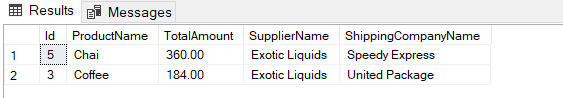 Results Messages
Id ProductName TotalAmount SupplierName ShippingCompanyName
1 5 Chai 360.00 Exotic Liquids Speedy Express
2 3 Coffee 184.00 Exotic Liquids United Package